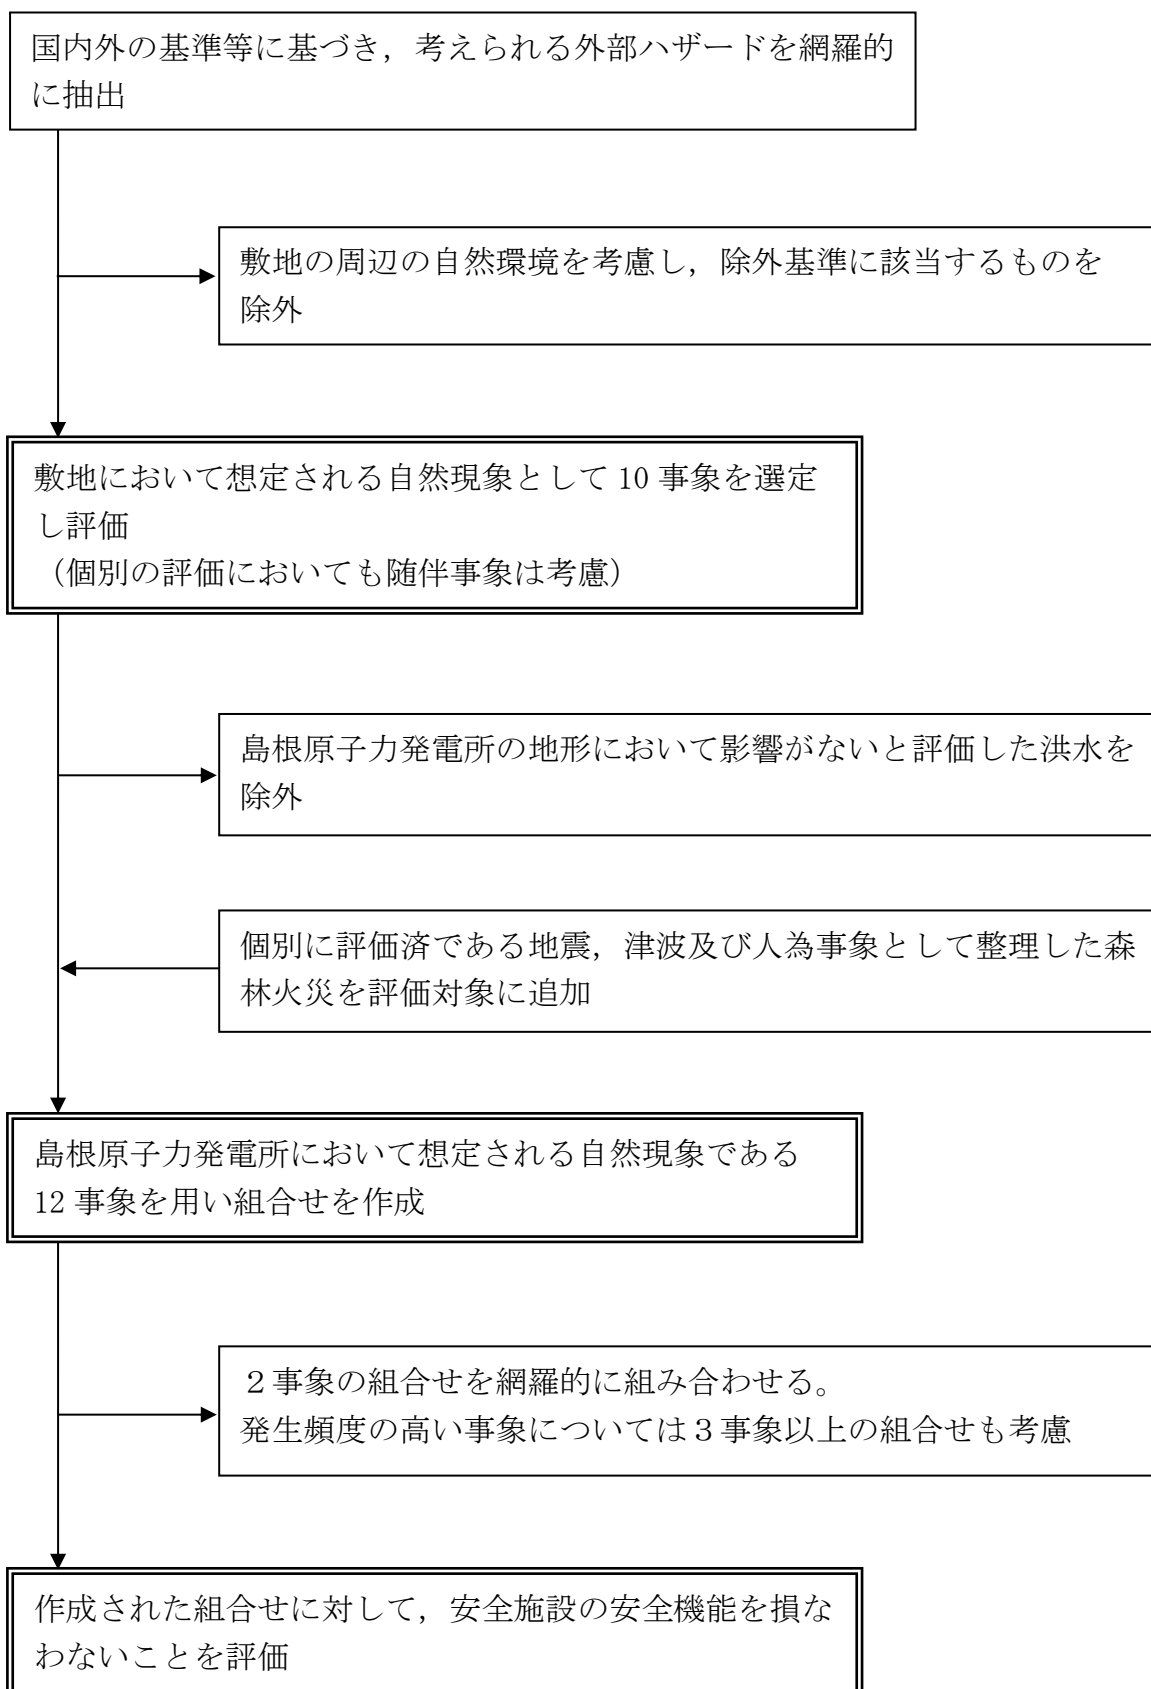 国内外の基準等に基づき，考えられる外部ハザードを網羅的
に抽出
敷地の周辺の自然環境を考慮し，除外基準に該当するものを
除外
敷地において想定される自然現象として 10 事象を選定
し評価
（個別の評価においても随伴事象は考慮）
島根原子力発電所の地形において影響がないと評価した洪水を
除外
個別に評価済である地震，津波及び人為事象として整理した森
林火災を評価対象に追加
島根原子力発電所において想定される自然現象である
12 事象を用い組合せを作成
２事象の組合せを網羅的に組み合わせる。
発生頻度の高い事象については３事象以上の組合せも考慮
作成された組合せに対して，安全施設の安全機能を損な
わないことを評価